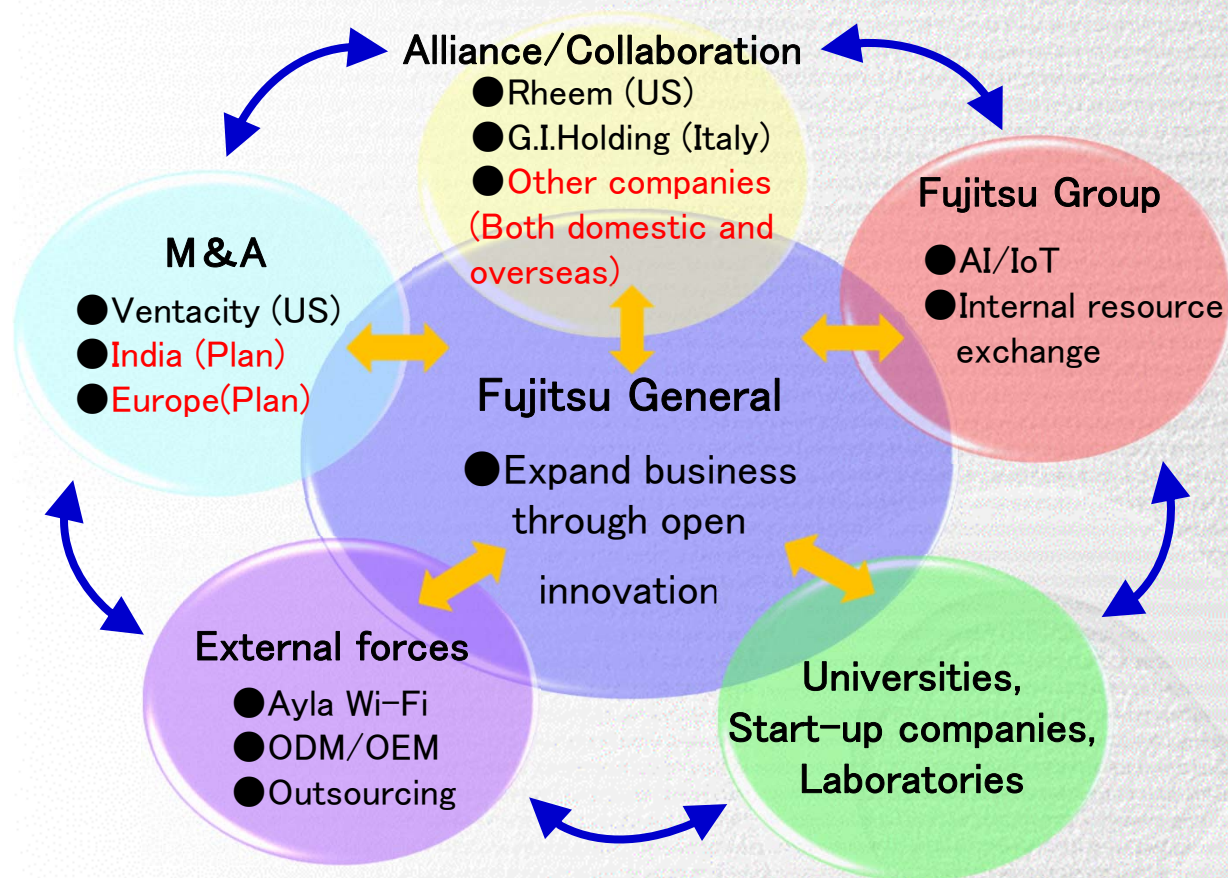 Alliance/Collaboration
●Rheem (US)
●G.I.Holding (Italy)
●Other companies
(Both domestic and
overseas)
Fujitsu Group
●AI/IoT
●Internal resource
exchange
M&A
●Ventacity (US)
●India (Plan)
●Europe(Plan)
Fujitsu General
●Expand business
through open
innovation
External forces
●Ayla Wi-Fi
●ODM/OEM
●Outsourcing
Universities,
Start-up companies,
Laboratories